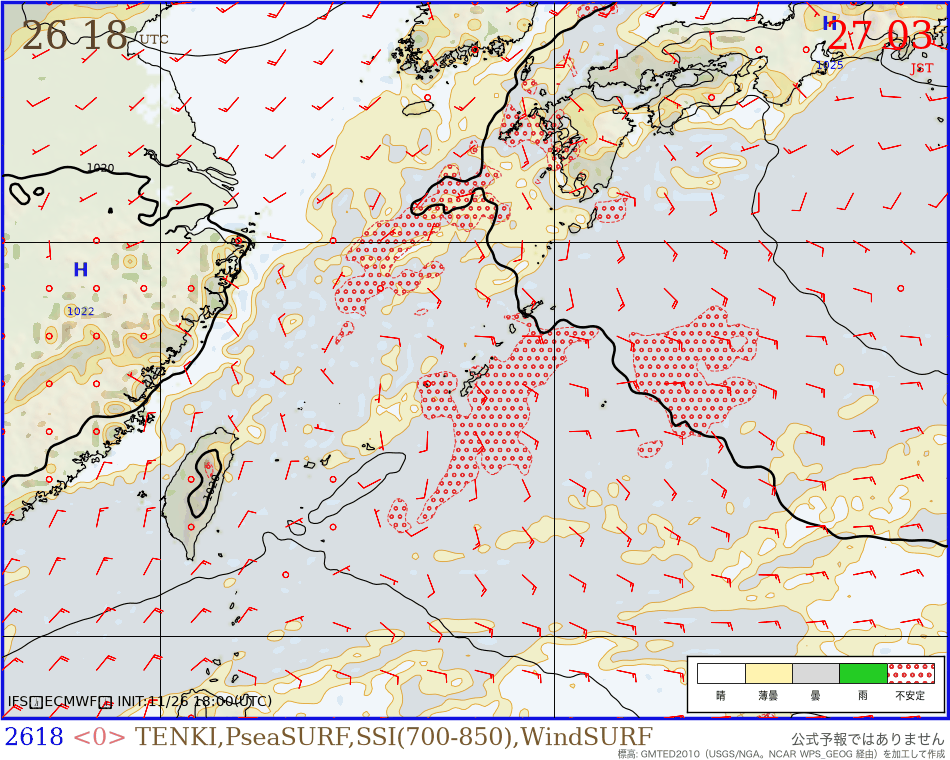 26 18 UTC
H
27 03
1025
JST
1020
H
1022
1020
晴 薄曇 曇 雨 不安定
IFS□ECMWF□ INIT:11/26 18:00(UTC)
2618 <0> TENKI,PseaSURF,SSI(700-850),WindSURF
公式予報ではありません
標高: GMTED2010（USGS/NGA。NCAR WPS_GEOG 経由）を加工して作成